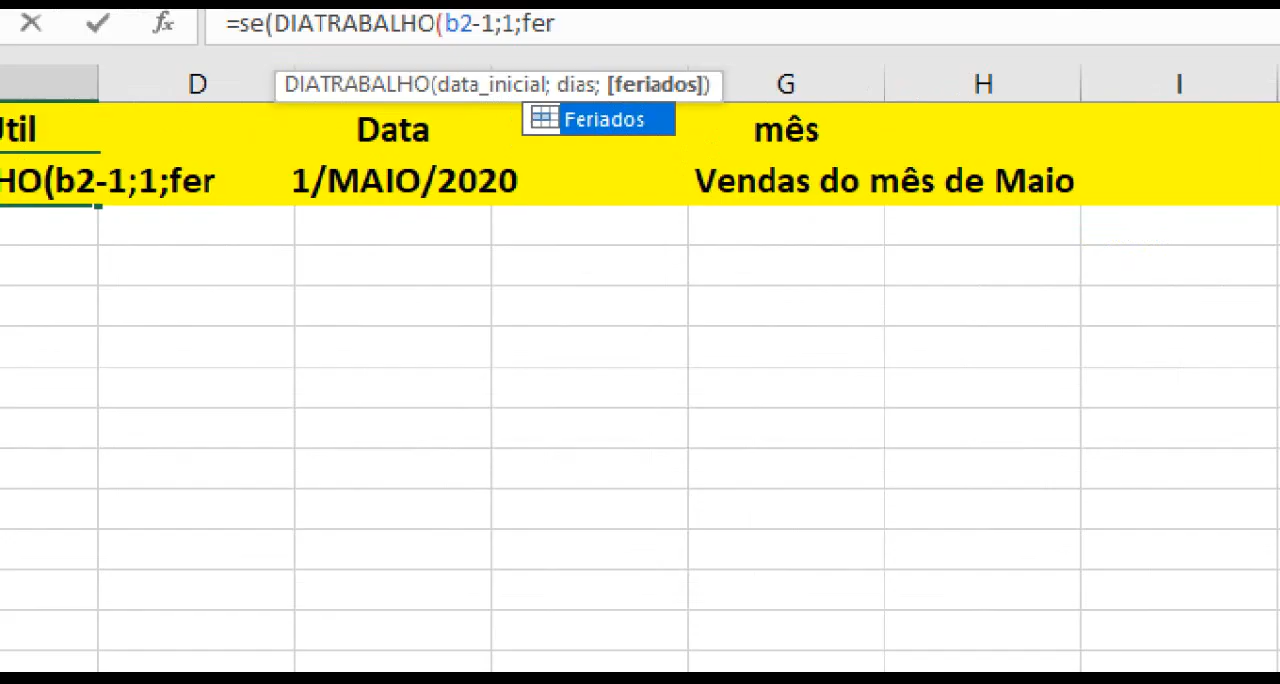 =se(DIATRABALHO(b2-1;1;fer
D G H I
DIATRABALHO(data_inicial; dias; [feriados])
Feriados
Útil Data mês
HO(b2-1;1;fer 1/MAIO/2020 Vendas do mês de Maio